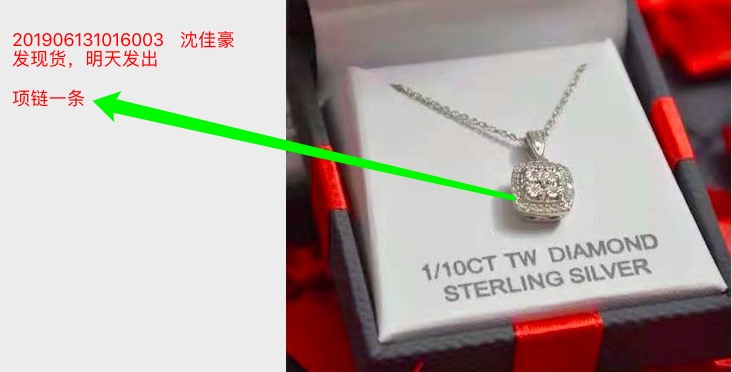 201906131016003 沈佳豪
发现货，明天发出
项链一条
1/10CT TW DIAMOND
STERLING SILVER